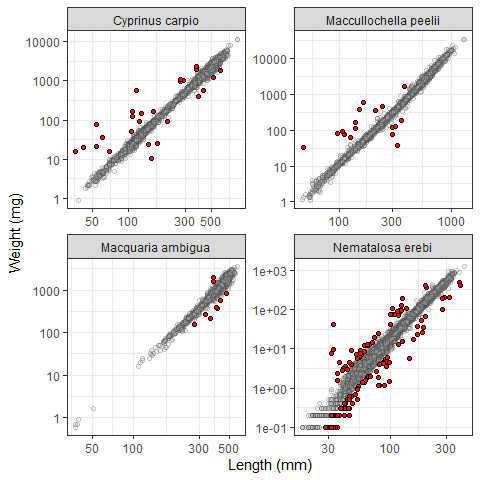 Cyprinus carpio
Maccullochella peelii
10000
1000
100
10
1
50
100
300
500
10000
1000
100
10
1
100
300
1000
Macquaria ambigua
Nematalosa erebi
1000
100
10
1
50
100
300
500
1e+03
1e+02
1e+01
1e+00
1e-01
30
100
300
Weight (mg)
Length (mm)